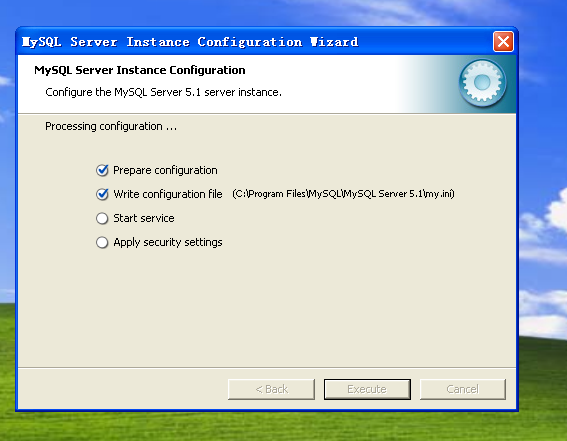 MySQL Server Instance Configuration Wizard
MySQL Server Instance Configuration
Configure the MySQL Server 5.1 server instance.
Processing configuration ...
Prepare configuration
Write configuration file (C:\Program Files\MySQL\MySQL Server 5.1\my.ini)
Start service
Apply security settings
< Back Execute Cancel